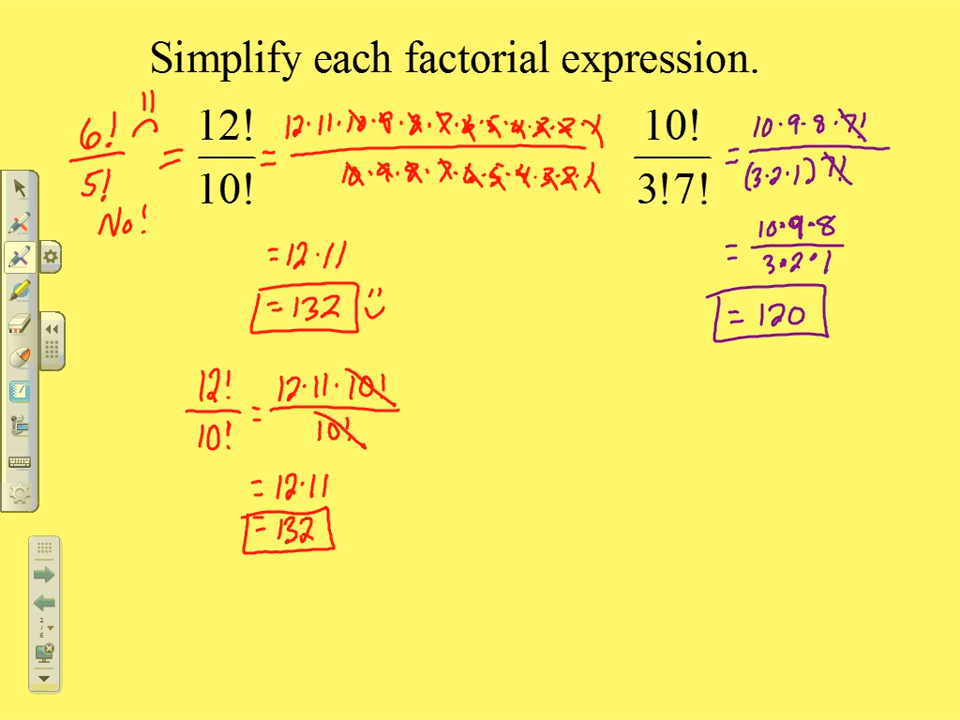 Simplify each factorial expression.
6!/5! = 12!/10! = 12·11·10·9·8·7·6·5·4·3·2·1/10·9·8·7·6·5·4·3·2·1
No!
= 12·11
= 132
12!/10! = 12·11·10!/10!
= 12·11
= 132
10!/3!7! = 10·9·8·7!/(3·2·1)7!
= 10·9·8/3·2·1
= 120
2/6